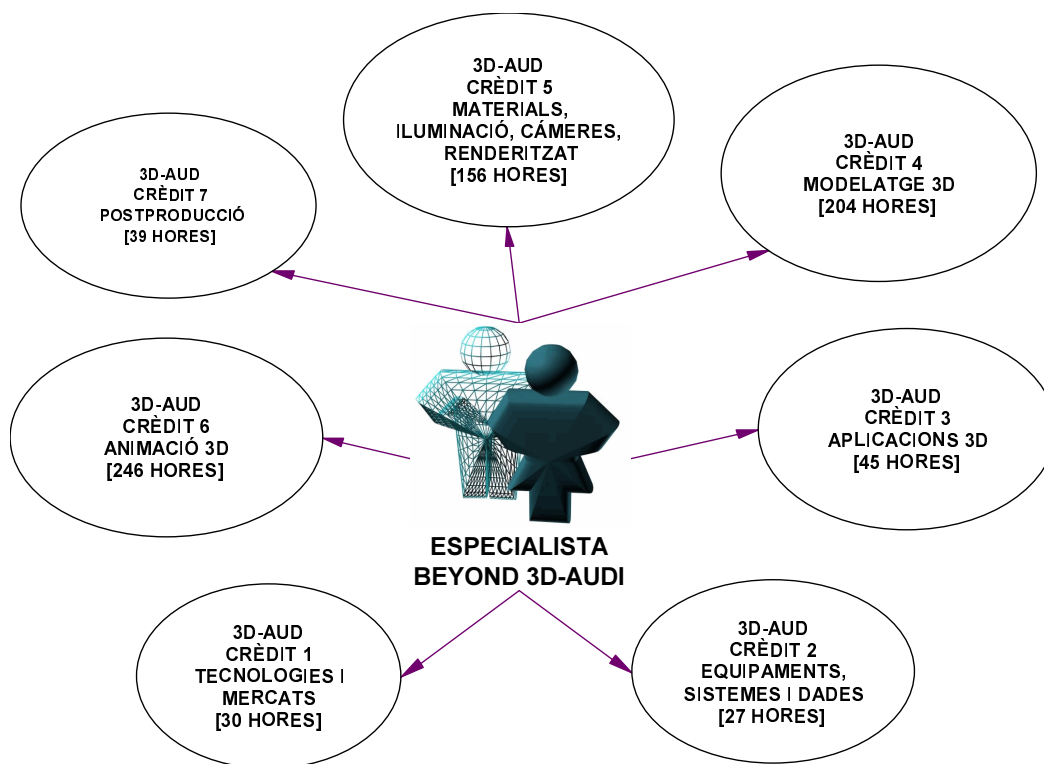 3D-AUD
CRÈDIT 5
MATERIALS,
ILUMINACIÓ, CÁMERES,
RENDERITZAT
[156 HORES]
3D-AUD
CRÈDIT 4
MODELATGE 3D
[204 HORES]
3D-AUD
CRÈDIT 7
POSTPRODUCCIÓ
[39 HORES]
3D-AUD
CRÈDIT 6
ANIMACIÓ 3D
[246 HORES]
3D-AUD
CRÈDIT 3
APLICACIONS 3D
[45 HORES]
ESPECIALISTA
BEYOND 3D-AUDI
3D-AUD
CRÈDIT 1
TECNOLOGIES I
MERCATS
[30 HORES]
3D-AUD
CRÈDIT 2
EQUIPAMENTS,
SISTEMES I DADES
[27 HORES]